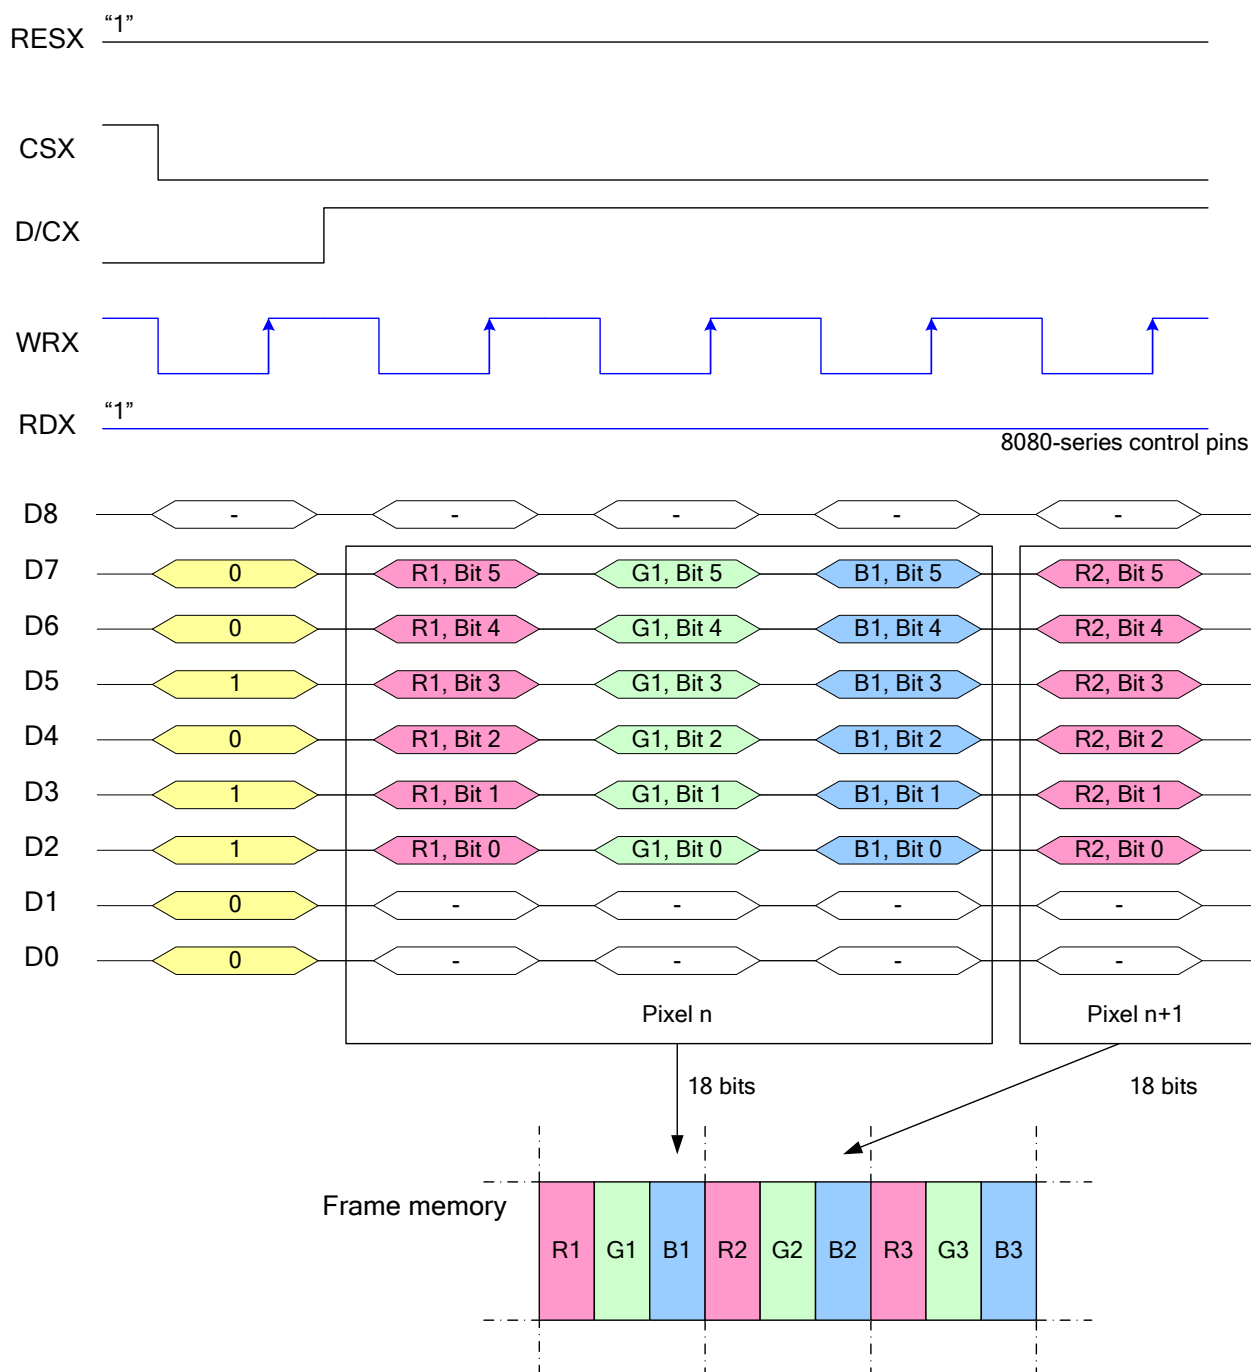 RESX “1”
CSX
D/CX
WRX
RDX “1”
8080-series control pins
D8 - - - - -
D7 0 R1, Bit 5 G1, Bit 5 B1, Bit 5 R2, Bit 5
D6 0 R1, Bit 4 G1, Bit 4 B1, Bit 4 R2, Bit 4
D5 1 R1, Bit 3 G1, Bit 3 B1, Bit 3 R2, Bit 3
D4 0 R1, Bit 2 G1, Bit 2 B1, Bit 2 R2, Bit 2
D3 1 R1, Bit 1 G1, Bit 1 B1, Bit 1 R2, Bit 1
D2 1 R1, Bit 0 G1, Bit 0 B1, Bit 0 R2, Bit 0
D1 0 - - - -
D0 0 - - - -
Pixel n Pixel n+1
18 bits 18 bits
Frame memory
R1 G1 B1 R2 G2 B2 R3 G3 B3